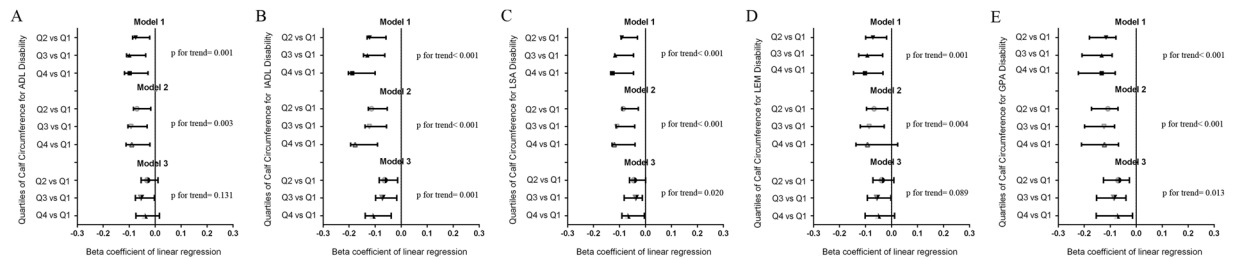 A
Quartiles of Calf Circumference for ADL Disability
Model 1
Q2 vs Q1
Q3 vs Q1
p for trend= 0.001
Q4 vs Q1
Model 2
Q2 vs Q1
Q3 vs Q1
p for trend= 0.003
Q4 vs Q1
Model 3
Q2 vs Q1
Q3 vs Q1
p for trend= 0.131
Q4 vs Q1
-0.3 -0.2 -0.1 0.0 0.1 0.2 0.3
Beta coefficient of linear regression
B
Quartiles of Calf Circumference for IADL Disability
Model 1
Q2 vs Q1
Q3 vs Q1
p for trend< 0.001
Q4 vs Q1
Model 2
Q2 vs Q1
Q3 vs Q1
p for trend< 0.001
Q4 vs Q1
Model 3
Q2 vs Q1
Q3 vs Q1
p for trend= 0.001
Q4 vs Q1
-0.3 -0.2 -0.1 0.0 0.1 0.2 0.3
Beta coefficient of linear regression
C
Quartiles of Calf Circumference for LSA Disability
Model 1
Q2 vs Q1
Q3 vs Q1
p for trend< 0.001
Q4 vs Q1
Model 2
Q2 vs Q1
Q3 vs Q1
p for trend< 0.001
Q4 vs Q1
Model 3
Q2 vs Q1
Q3 vs Q1
p for trend= 0.020
Q4 vs Q1
-0.3 -0.2 -0.1 0.0 0.1 0.2 0.3
Beta coefficient of linear regression
D
Quartiles of Calf Circumference for LEM Disability
Model 1
Q2 vs Q1
Q3 vs Q1
p for trend= 0.001
Q4 vs Q1
Model 2
Q2 vs Q1
Q3 vs Q1
p for trend= 0.004
Q4 vs Q1
Model 3
Q2 vs Q1
Q3 vs Q1
p for trend= 0.089
Q4 vs Q1
-0.3 -0.2 -0.1 0.0 0.1 0.2 0.3
Beta coefficient of linear regression
E
Quartiles of Calf Circumference for GPA Disability
Model 1
Q2 vs Q1
Q3 vs Q1
p for trend< 0.001
Q4 vs Q1
Model 2
Q2 vs Q1
Q3 vs Q1
p for trend< 0.001
Q4 vs Q1
Model 3
Q2 vs Q1
Q3 vs Q1
p for trend= 0.013
Q4 vs Q1
-0.3 -0.2 -0.1 0.0 0.1 0.2 0.3
Beta coefficient of linear regression